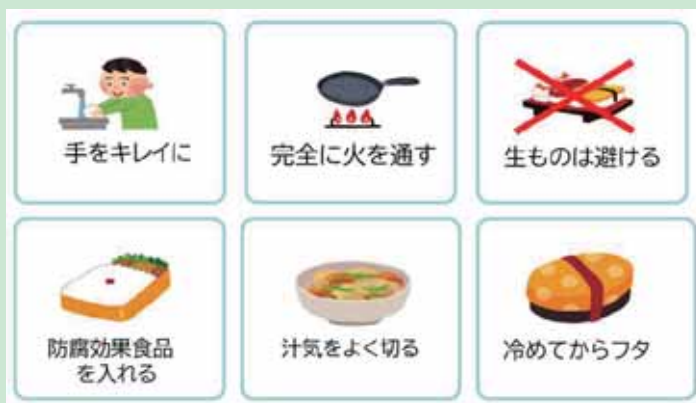 手をキレイに
完全に火を通す
生ものは避ける
防腐効果食品
を入れる
汁気をよく切る
冷めてからフタ